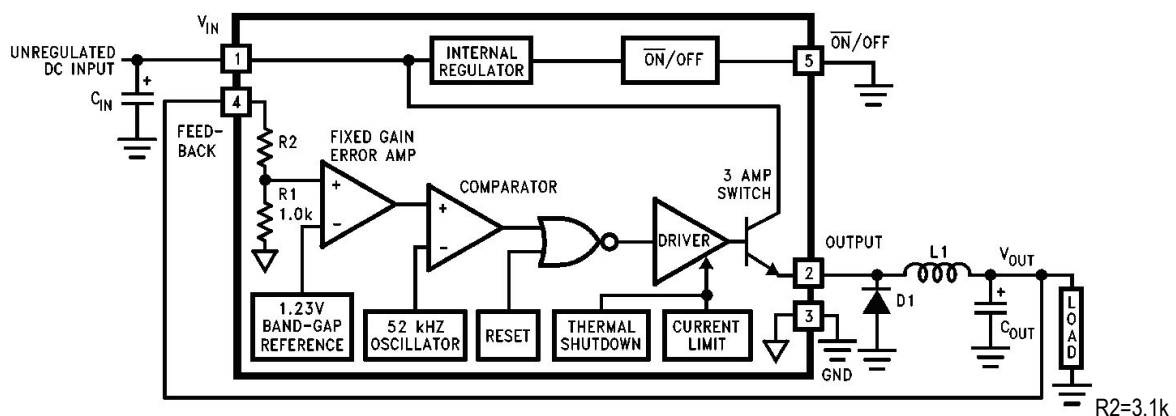 V_IN
UNREGULATED
DC INPUT
+
C_IN
1
4
FEED-
BACK
R2
R1
1.0k
INTERNAL
REGULATOR
O̅N̅/OFF
5
O̅N̅/OFF
FIXED GAIN
ERROR AMP
+
−
COMPARATOR
+
−
DRIVER
3 AMP
SWITCH
OUTPUT
2
3
GND
1.23V
BAND-GAP
REFERENCE
52 kHZ
OSCILLATOR
RESET
THERMAL
SHUTDOWN
CURRENT
LIMIT
D1
L1
V_OUT
+
C_OUT
LOAD
R2=3.1k